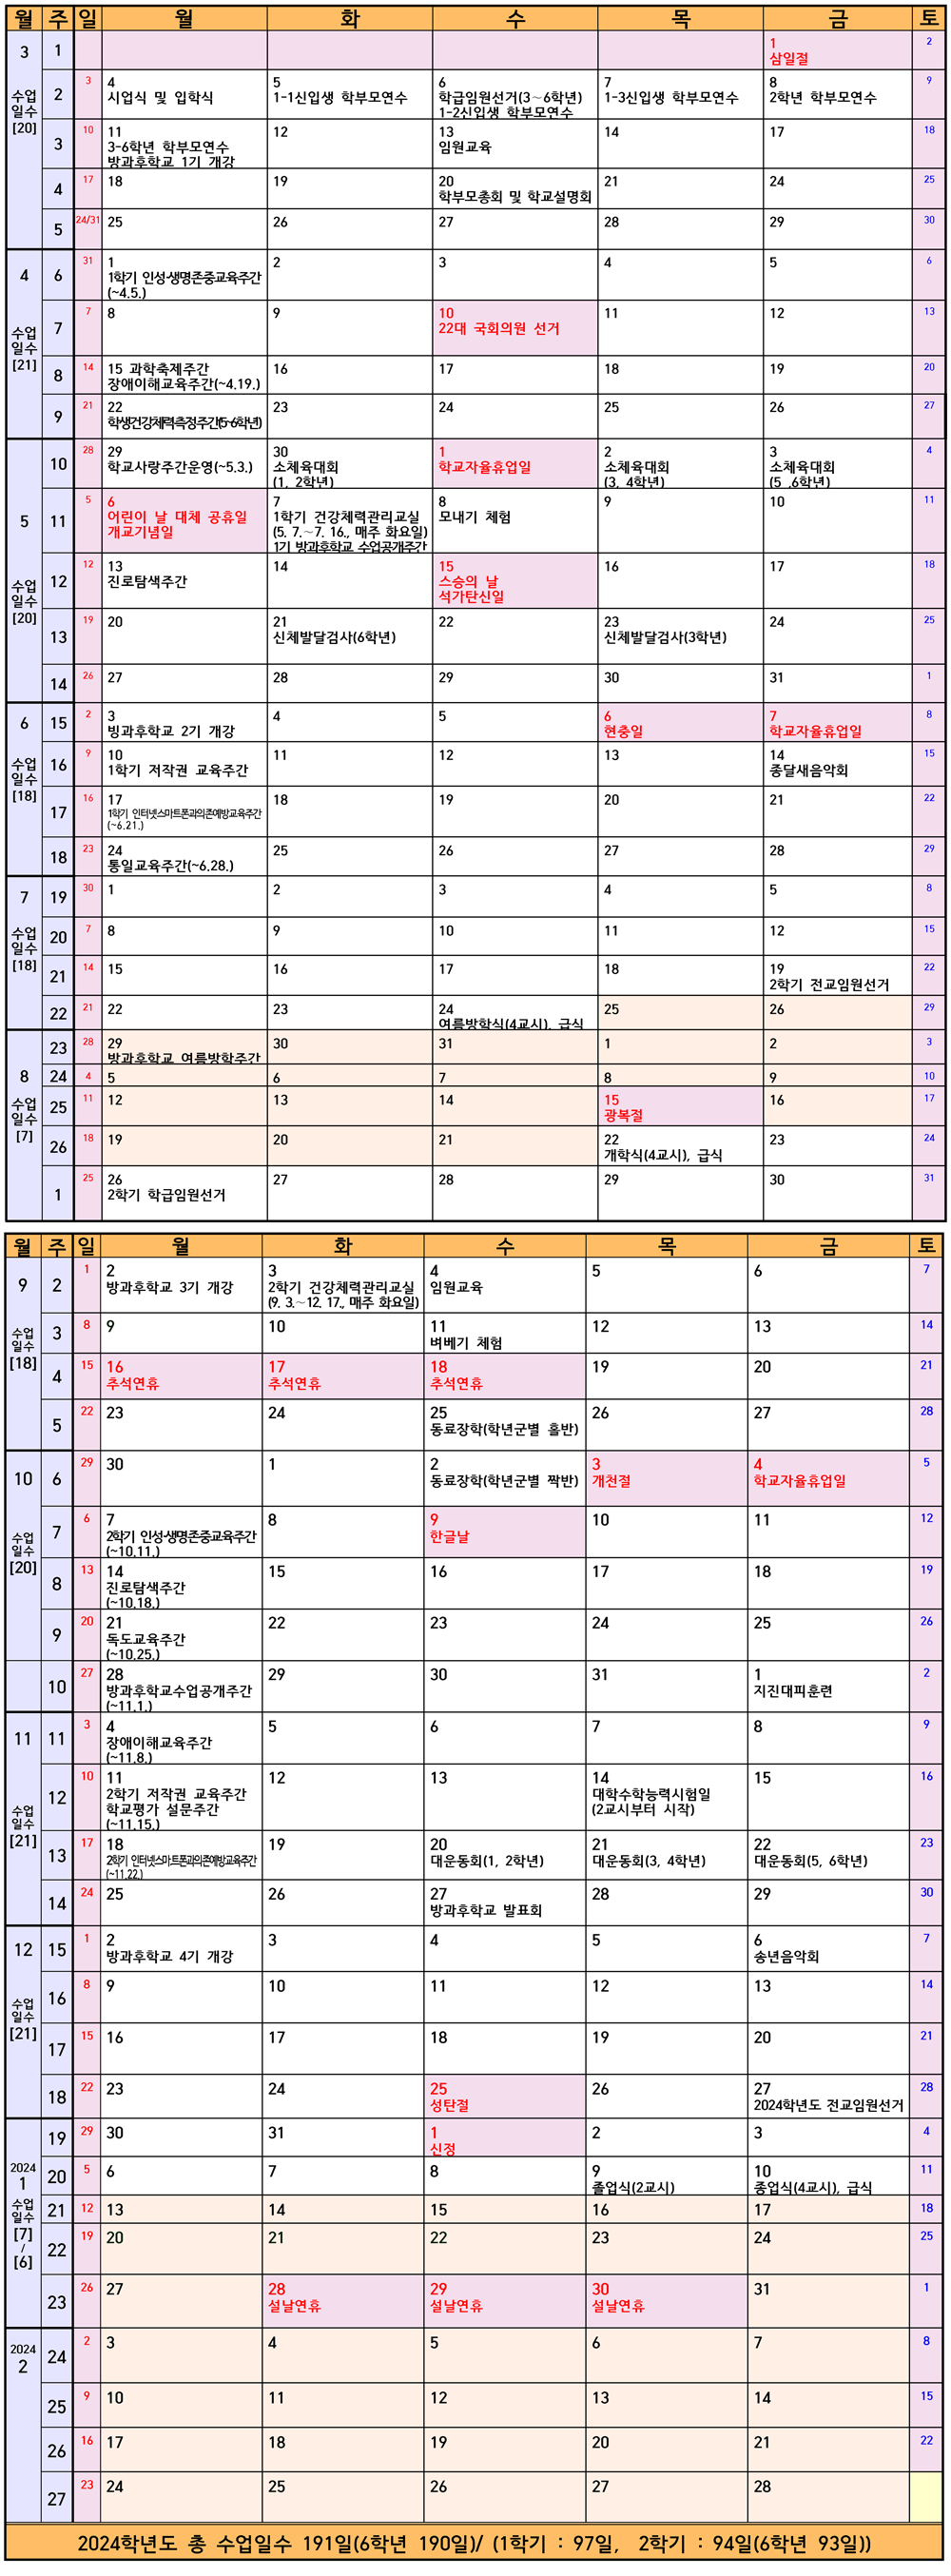 월 주 일 월 화 수 목 금 토
3 1 1 2
삼일절
수업
일수
[20]
2 3 4 5 6 7 8 9
시업식 및 입학식 1-1신입생 학부모연수 학급임원선거(3~6학년) 1-3신입생 학부모연수 2학년 학부모연수
1-2신입생 학부모연수
3 10 11 12 13 14 17 18
3-6학년 학부모연수 임원교육
방과후학교 1기 개강
4 17 18 19 20 21 24 25
학부모총회 및 학교설명회
5 24/31 25 26 27 28 29 30
4 6 31 1 2 3 4 5 6
1학기 인성·생명존중교육주간
(~4.5.)
수업
일수
[21]
7 7 8 9 10 11 12 13
22대 국회의원 선거
8 14 15 과학축제주간 16 17 18 19 20
장애이해교육주간(~4.19.)
9 21 22 23 24 25 26 27
학생건강체력측정주간(5-6학년)
10 28 29 30 1 2 3 4
학교사랑주간운영(~5.3.) 소체육대회 학교자율휴업일 소체육대회 소체육대회
(1, 2학년) (3, 4학년) (5 ,6학년)
5 11 5 6 7 8 9 10 11
어린이 날 대체 공휴일 1학기 건강체력관리교실 모내기 체험
개교기념일 (5. 7.~7. 16., 매주 화요일)
1기 방과후학교 수업공개주간
수업
일수
[20]
12 12 13 14 15 16 17 18
진로탐색주간 스승의 날
석가탄신일
13 19 20 21 22 23 24 25
신체발달검사(6학년) 신체발달검사(3학년)
14 26 27 28 29 30 31 1
6 15 2 3 4 5 6 7 8
빙과후학교 2기 개강 현충일 학교자율휴업일
수업
일수
[18]
16 9 10 11 12 13 14 15
1학기 저작권 교육주간 종달새음악회
17 16 17 18 19 20 21 22
1학기 인터넷스마트폰과의존예방교육주간
(~6.21.)
18 23 24 25 26 27 28 29
통일교육주간(~6.28.)
7 19 30 1 2 3 4 5 8
수업
일수
[18]
20 7 8 9 10 11 12 15
21 14 15 16 17 18 19 22
2학기 전교임원선거
22 21 22 23 24 25 26 29
여름방학식(4교시), 급식
23 28 29 30 31 1 2 3
방과후학교 여름방학주간
8 24 4 5 6 7 8 9 10
수업
일수
[7]
25 11 12 13 14 15 16 17
광복절
26 18 19 20 21 22 23 24
개학식(4교시), 급식
1 25 26 27 28 29 30 31
2학기 학급임원선거
월 주 일 월 화 수 목 금 토
9 2 1 2 3 4 5 6 7
방과후학교 3기 개강 2학기 건강체력관리교실 임원교육
(9. 3.~12. 17., 매주 화요일)
수업
일수
[18]
3 8 9 10 11 12 13 14
벼베기 체험
4 15 16 17 18 19 20 21
추석연휴 추석연휴 추석연휴
5 22 23 24 25 26 27 28
동료장학(학년군별 홀반)
10 6 29 30 1 2 3 4 5
동료장학(학년군별 짝반) 개천절 학교자율휴업일
수업
일수
[20]
7 6 7 8 9 10 11 12
2학기 인성·생명존중교육주간 한글날
(~10.11.)
8 13 14 15 16 17 18 19
진로탐색주간
(~10.18.)
9 20 21 22 23 24 25 26
독도교육주간
(~10.25.)
10 27 28 29 30 31 1 2
방과후학교수업공개주간 지진대피훈련
(~11.1.)
11 11 3 4 5 6 7 8 9
장애이해교육주간
(~11.8.)
수업
일수
[21]
12 10 11 12 13 14 15 16
2학기 저작권 교육주간 대학수학능력시험일
학교평가 설문주간 (2교시부터 시작)
(~11.15.)
13 17 18 19 20 21 22 23
2학기 인터넷스마트폰과의존예방교육주간 대운동회(1, 2학년) 대운동회(3, 4학년) 대운동회(5, 6학년)
(~11.22.)
14 24 25 26 27 28 29 30
방과후학교 발표회
12 15 1 2 3 4 5 6 7
방과후학교 4기 개강 송년음악회
수업
일수
[21]
16 8 9 10 11 12 13 14
17 15 16 17 18 19 20 21
18 22 23 24 25 26 27 28
성탄절 2024학년도 전교임원선거
19 29 30 31 1 2 3 4
신정
2024
1
수업
일수
[7]
/
[6]
20 5 6 7 8 9 10 11
졸업식(2교시) 종업식(4교시), 급식
21 12 13 14 15 16 17 18
22 19 20 21 22 23 24 25
23 26 27 28 29 30 31 1
설날연휴 설날연휴 설날연휴
2024
2
24 2 3 4 5 6 7 8
25 9 10 11 12 13 14 15
26 16 17 18 19 20 21 22
27 23 24 25 26 27 28
2024학년도 총 수업일수 191일(6학년 190일)/ (1학기 : 97일, 2학기 : 94일(6학년 93일))